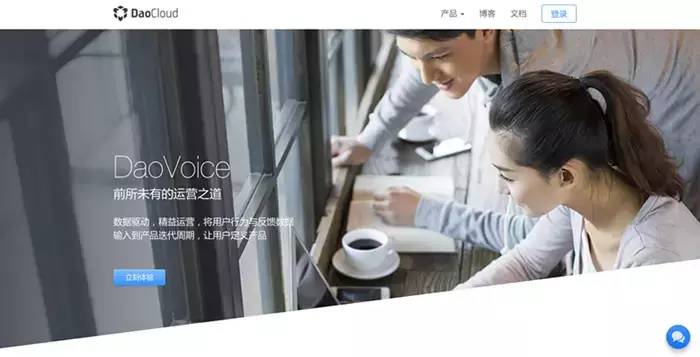 DaoCloud
产品 博客 文档 登录
DaoVoice
前所未有的运营之道
数据驱动，精益运营，将用户行为与反馈数据
输入到产品迭代周期，让用户定义产品
立刻体验